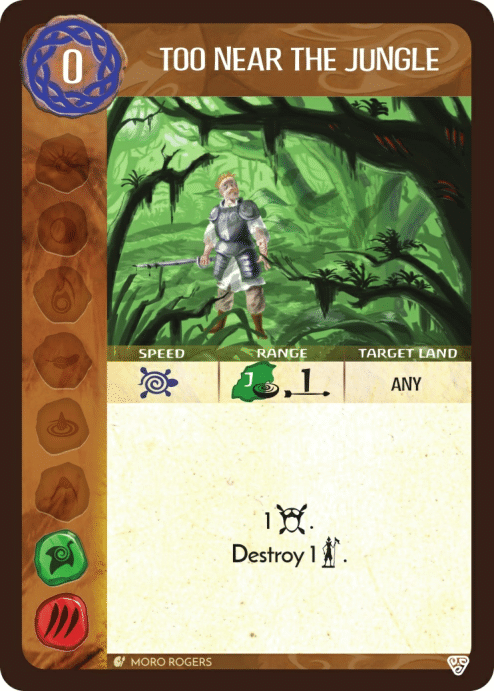 0
TOO NEAR THE JUNGLE
SPEED RANGE TARGET LAND
J 1 ANY
1 .
Destroy 1 .
MORO ROGERS